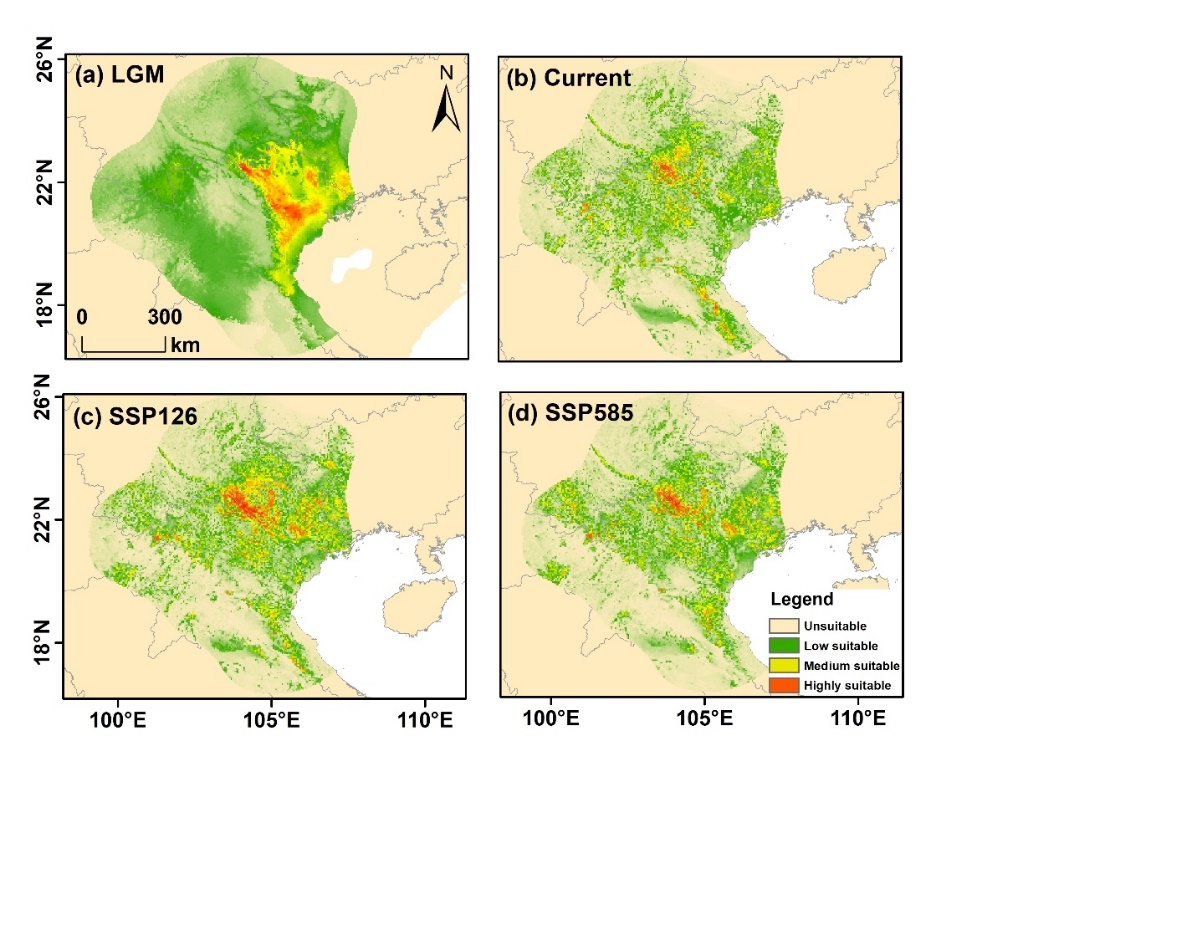 (a) LGM
N
26°N
22°N
18°N
0 300
km
(b) Current
(c) SSP126
26°N
22°N
18°N
100°E 105°E 110°E
(d) SSP585
Legend
Unsuitable
Low suitable
Medium suitable
Highly suitable
100°E 105°E 110°E